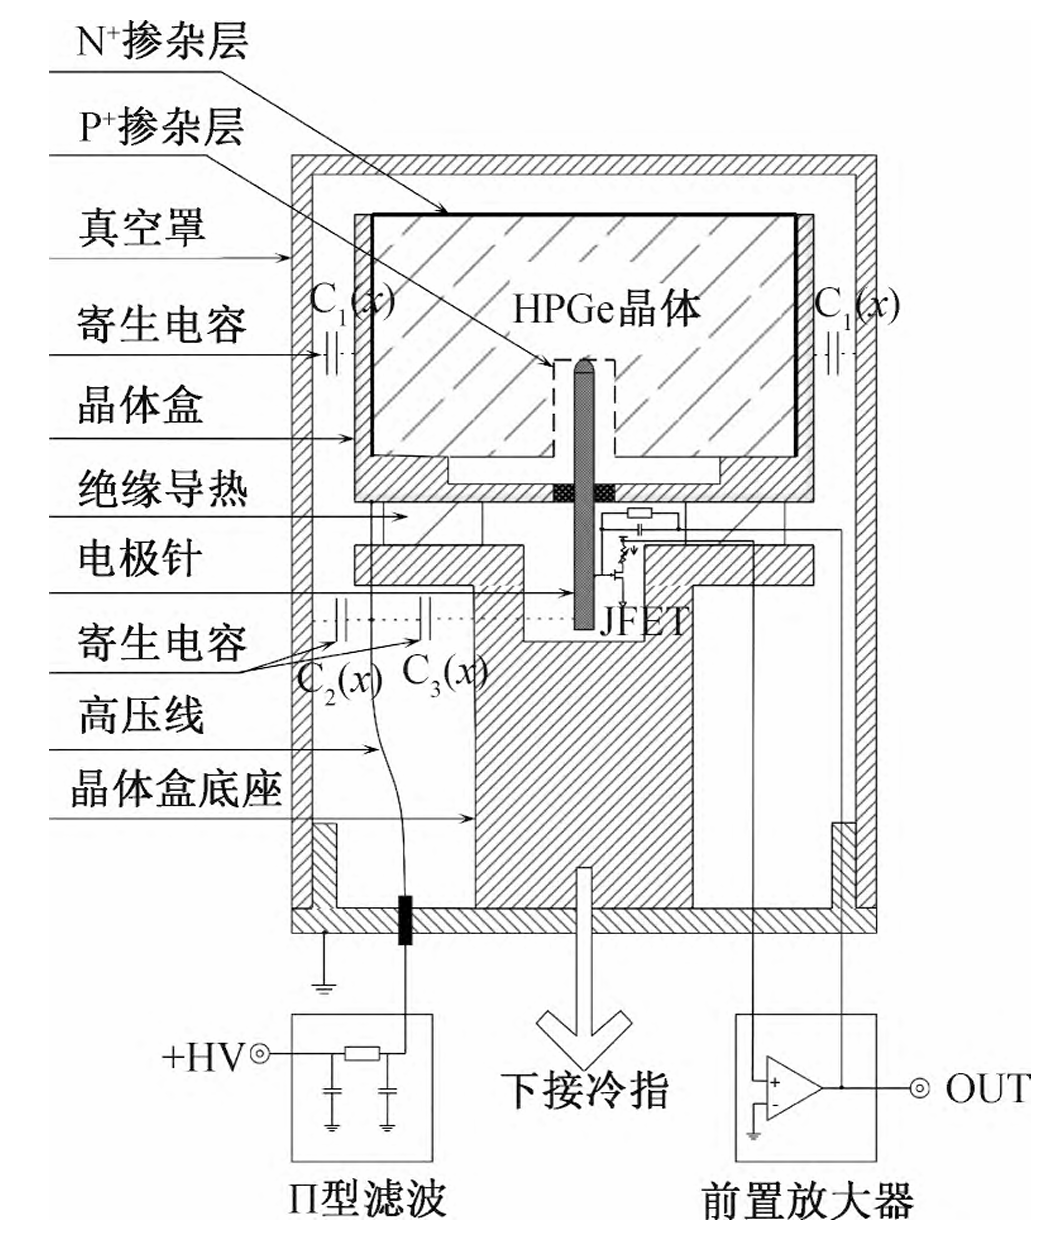 N⁺掺杂层
P⁺掺杂层
真空罩
寄生电容
C₁(x)
HPGe晶体
C₁(x)
晶体盒
绝缘导热
电极针
JFET
寄生电容
C₂(x)
C₃(x)
高压线
晶体盒底座
+HV
下接冷指
+
-
OUT
Π型滤波
前置放大器